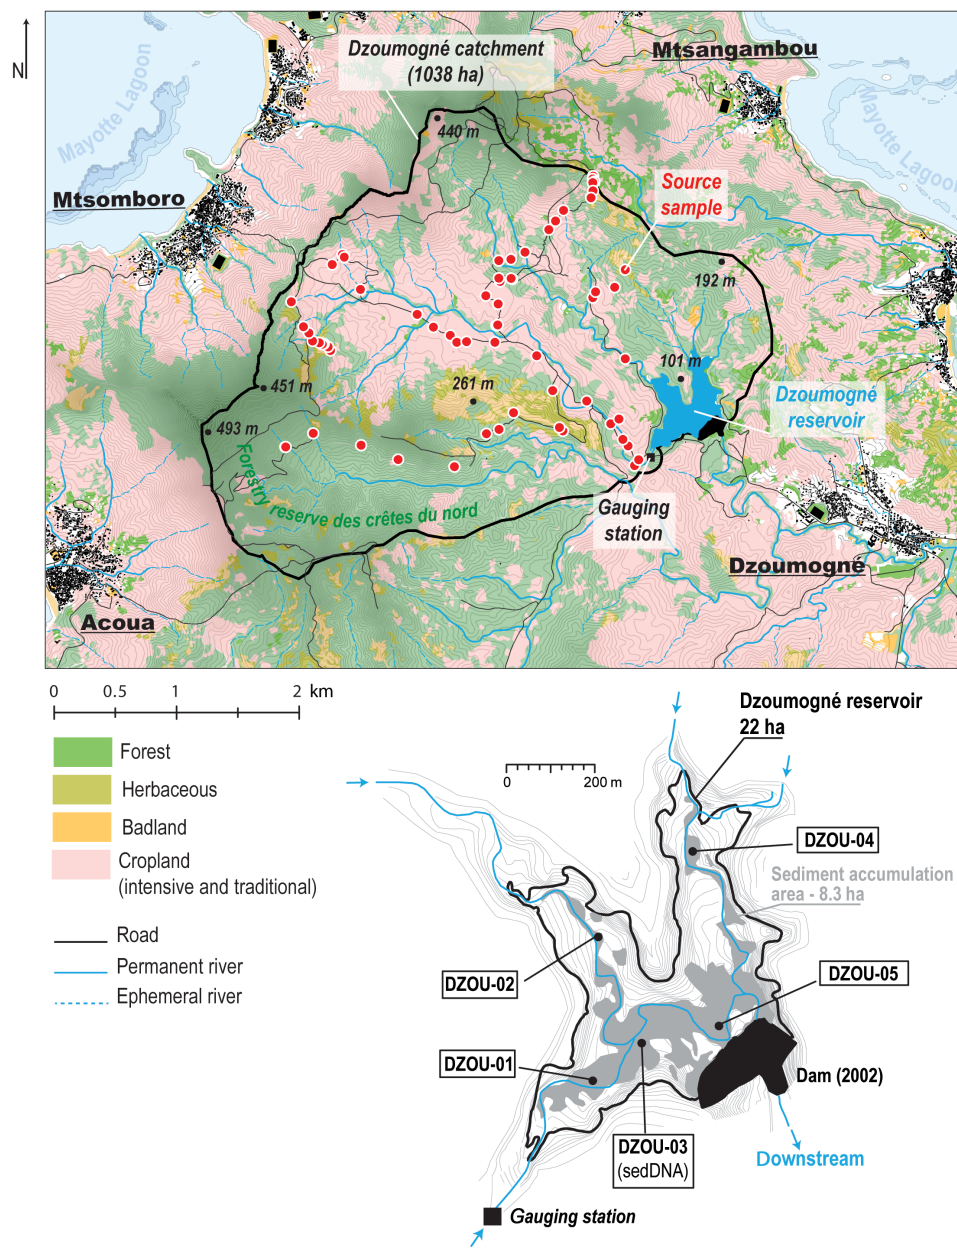 N
Dzoumogné catchment
(1038 ha)
Mtsangambou
Mayotte Lagoon
Mayotte Lagoon
440 m
Mtsomboro
Source
sample
192 m
451 m
261 m
101 m
Dzoumogné
reservoir
493 m
Forestry reserve des crêtes du nord
Gauging
station
Dzoumogné
Acoua
0 0.5 1 2 km
Forest
Herbaceous
Badland
Cropland
(intensive and traditional)
Road
Permanent river
Ephemeral river
Dzoumogné reservoir
22 ha
0 200 m
DZOU-04
Sediment accumulation
area - 8.3 ha
DZOU-02
DZOU-05
DZOU-01
Dam (2002)
DZOU-03
(sedDNA)
Downstream
Gauging station